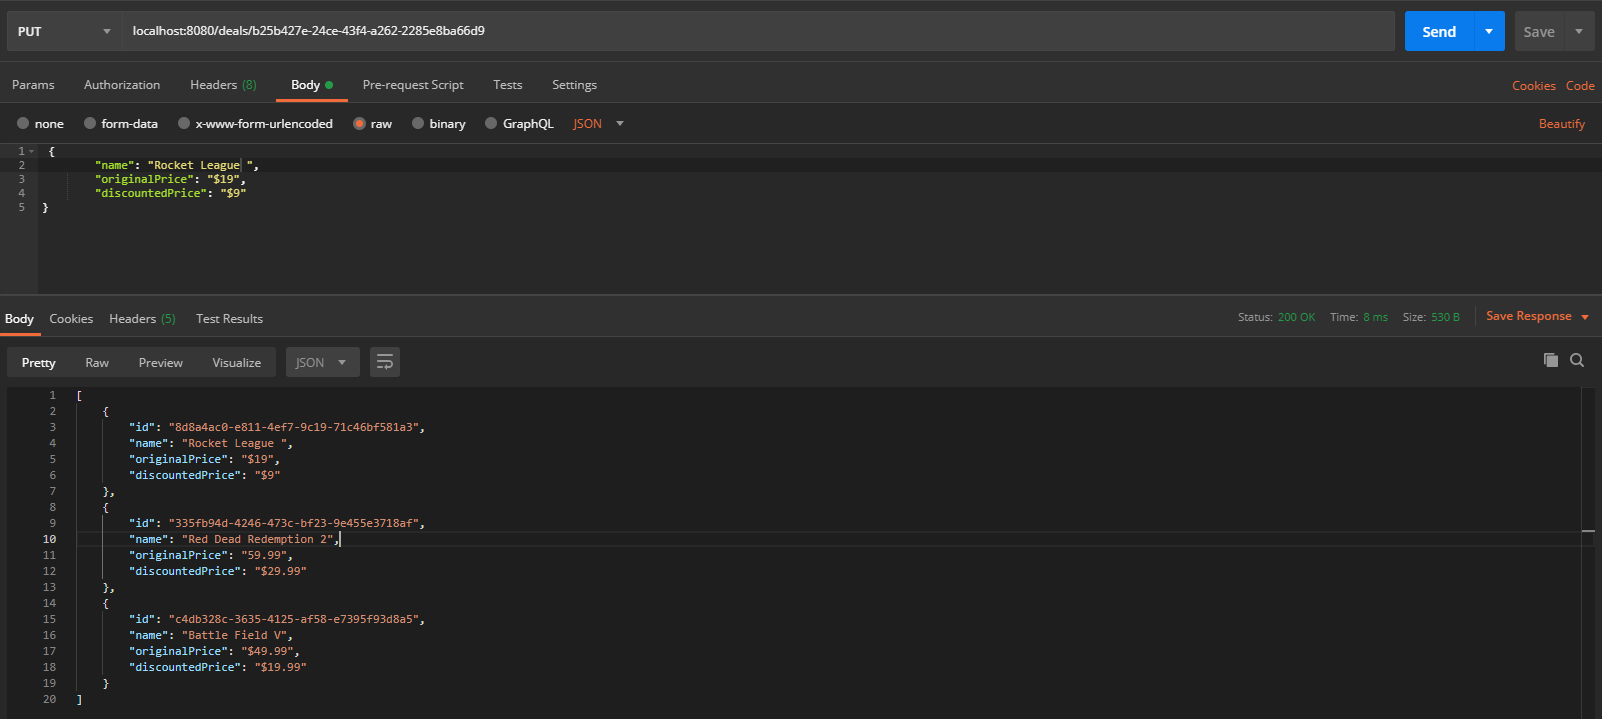 PUT localhost:8080/deals/b25b427e-24ce-43f4-a262-2285e8ba66d9 Send Save
Params Authorization Headers (8) Body Pre-request Script Tests Settings Cookies Code
none form-data x-www-form-urlencoded raw binary GraphQL JSON Beautify
1 {
2 "name": "Rocket League ",
3 "originalPrice": "$19",
4 "discountedPrice": "$9"
5 }
Body Cookies Headers (5) Test Results Status: 200 OK Time: 8 ms Size: 530 B Save Response
Pretty Raw Preview Visualize JSON
1 [
2 {
3 "id": "8d8a4ac0-e811-4ef7-9c19-71c46bf581a3",
4 "name": "Rocket League ",
5 "originalPrice": "$19",
6 "discountedPrice": "$9"
7 },
8 {
9 "id": "335fb94d-4246-473c-bf23-9e455e3718af",
10 "name": "Red Dead Redemption 2",
11 "originalPrice": "59.99",
12 "discountedPrice": "$29.99"
13 },
14 {
15 "id": "c4db328c-3635-4125-af58-e7395f93d8a5",
16 "name": "Battle Field V",
17 "originalPrice": "$49.99",
18 "discountedPrice": "$19.99"
19 }
20 ]